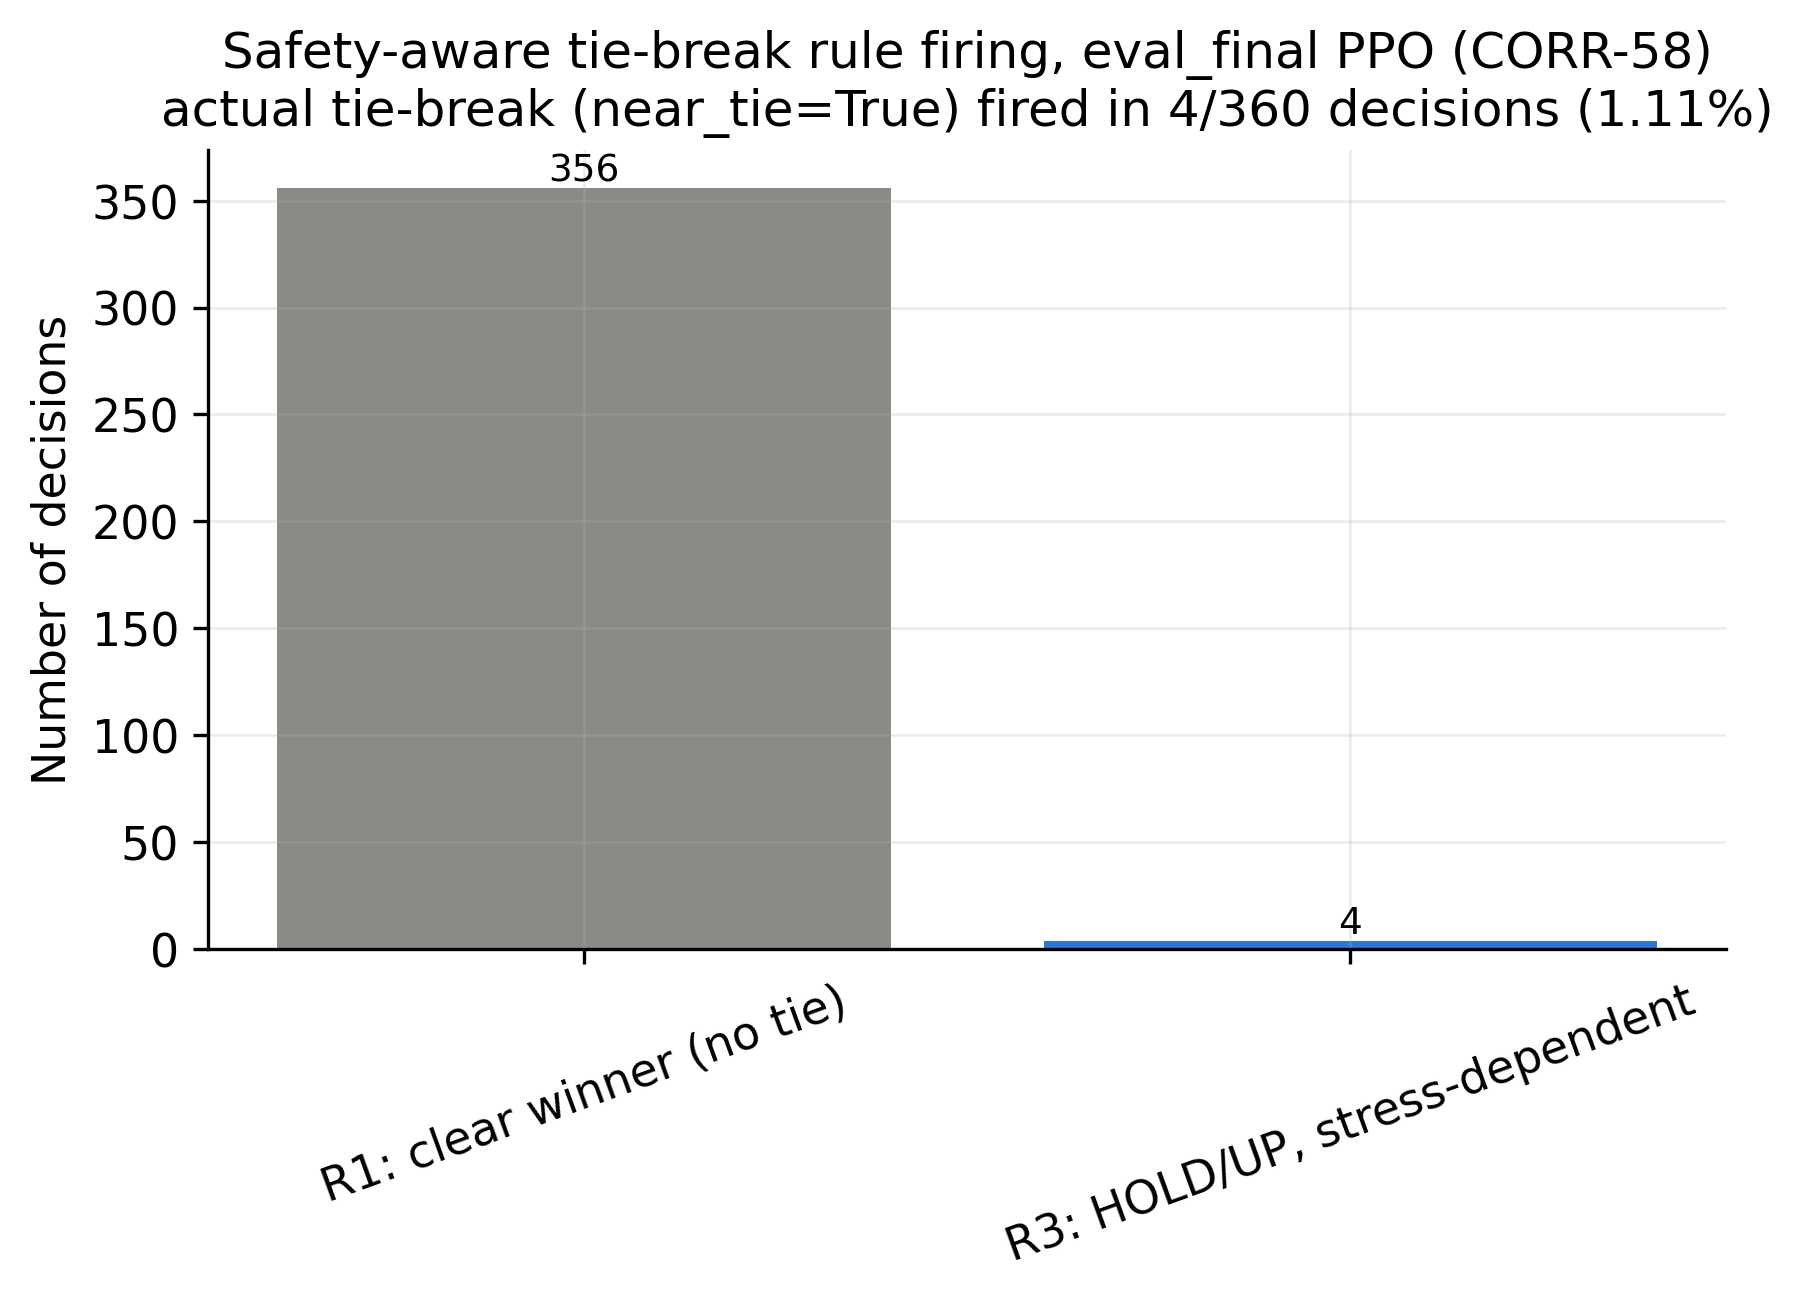 Safety-aware tie-break rule firing, eval_final PPO (CORR-58)
actual tie-break (near_tie=True) fired in 4/360 decisions (1.11%)
Number of decisions
350
300
250
200
150
100
50
0
356
4
R1: clear winner (no tie)
R3: HOLD/UP, stress-dependent